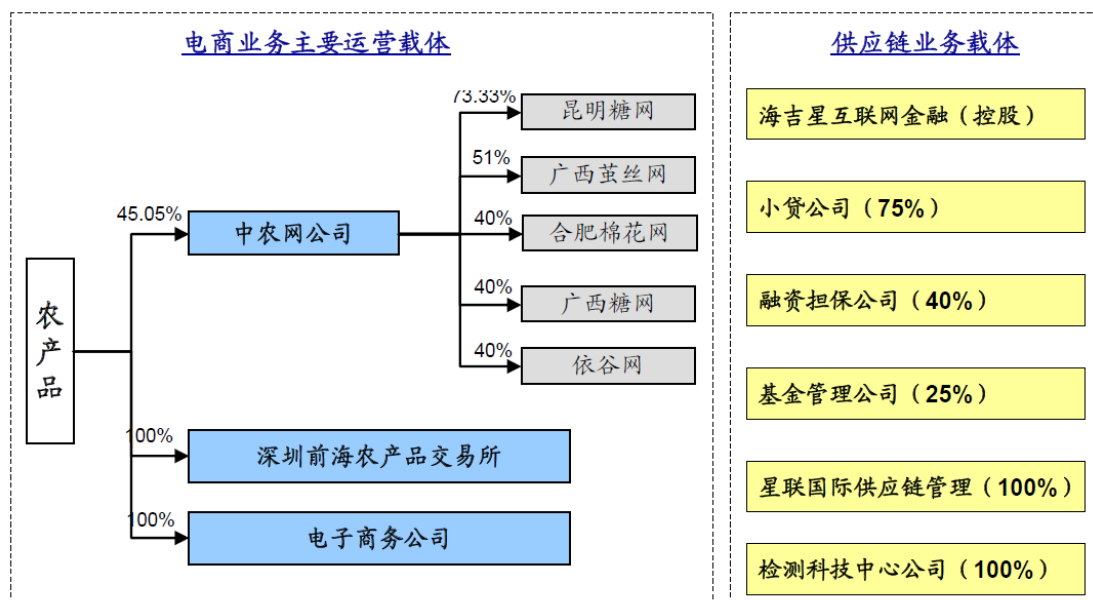 电商业务主要运营载体
供应链业务载体
73.33%
昆明糖网
51%
广西茧丝网
45.05%
中农网公司
40%
合肥棉花网
40%
广西糖网
40%
依谷网
农产品
100%
深圳前海农产品交易所
100%
电子商务公司
海吉星互联网金融（控股）
小贷公司（75%）
融资担保公司（40%）
基金管理公司（25%）
星联国际供应链管理（100%）
检测科技中心公司（100%）